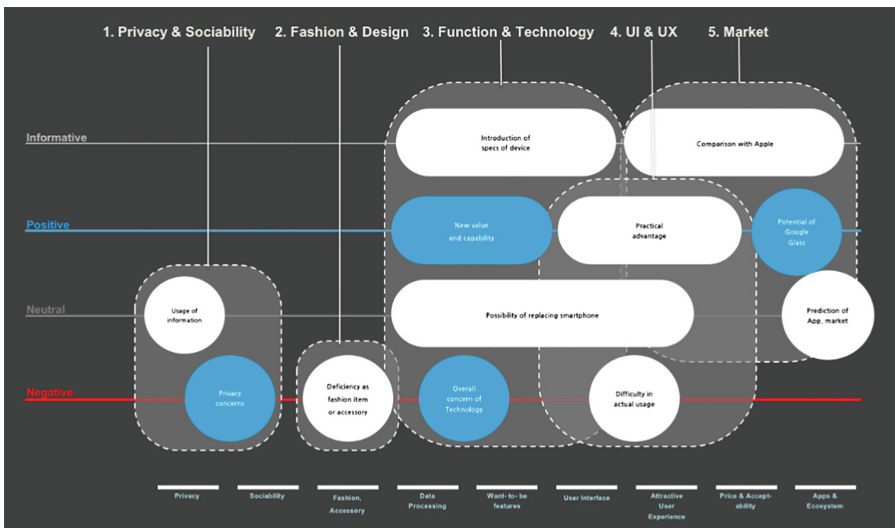 1. Privacy & Sociability
2. Fashion & Design
3. Function & Technology
4. UI & UX
5. Market
Informative
Introduction of
specs of device
Comparison with Apple
Positive
New value
and capability
Practical
advantage
Potential of
Google
Glass
Neutral
Usage of
information
Possibility of replacing smartphone
Prediction of
App, market
Negative
Privacy
concerns
Deficiency as
fashion item
or accessory
Overall
concern of
Technology
Difficulty in
actual usage
Privacy
Sociability
Fashion,
Accessory
Data
Processing
Want- to- be
features
User Interface
Attractive
User
Experience
Price & Accept-
ability
Apps &
Ecosystem